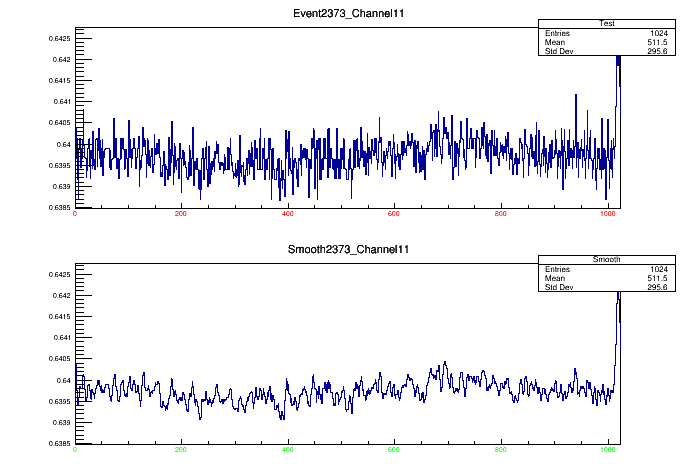 Event2373_Channel11
Test
Entries 1024
Mean 511.5
Std Dev 295.6
0.6425
0.642
0.6415
0.641
0.6405
0.64
0.6395
0.639
0.6385
0 200 400 600 800 1000
Smooth2373_Channel11
Smooth
Entries 1024
Mean 511.5
Std Dev 295.6
0.6425
0.642
0.6415
0.641
0.6405
0.64
0.6395
0.639
0.6385
0 200 400 600 800 1000